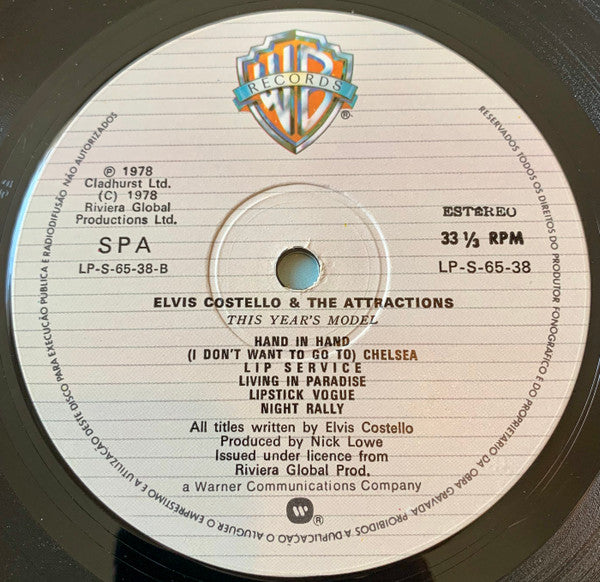 WB
RECORDS
®
℗ 1978
Cladhurst Ltd.
(C) 1978
Riviera Global
Productions Ltd.
SPA
LP-S-65-38-B
ESTÉREO
33 ⅓ RPM
LP-S-65-38
ELVIS COSTELLO & THE ATTRACTIONS
THIS YEAR'S MODEL
HAND IN HAND
(I DON'T WANT TO GO TO) CHELSEA
LIP SERVICE
LIVING IN PARADISE
LIPSTICK VOGUE
NIGHT RALLY
All titles written by Elvis Costello
Produced by Nick Lowe
Issued under licence from
Riviera Global Prod.
a Warner Communications Company
®
RESERVADOS TODOS OS DIREITOS DO PRODUTOR FONOGRÁFICO E DO PROPRIETÁRIO DA OBRA GRAVADA PROIBIDOS A DUPLICAÇÃO O ALUGUER O EMPRÉSTIMO E A UTILIZAÇÃO DESTE DISCO PARA EXECUÇÃO PÚBLICA E RADIODIFUSÃO NÃO AUTORIZADOS